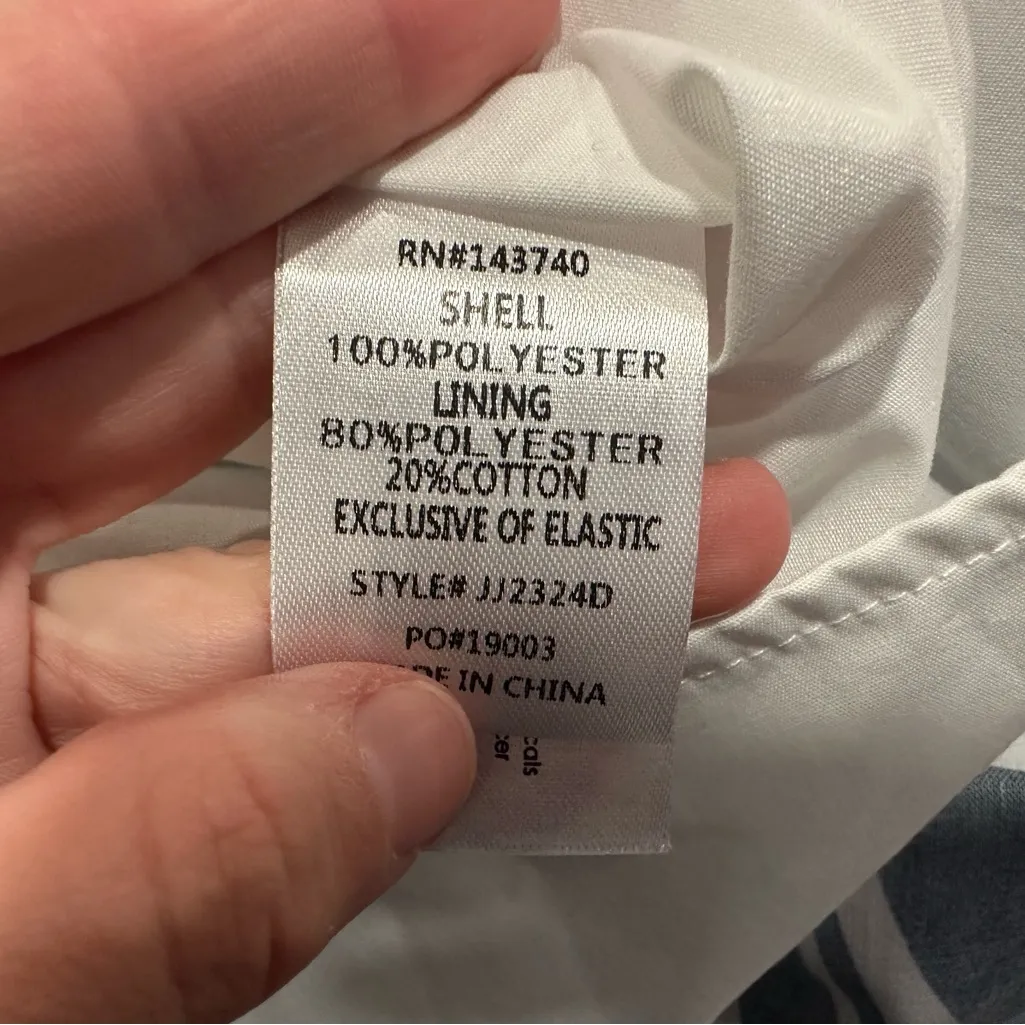 RN#143740
SHELL
100%POLYESTER
LINING
80%POLYESTER
20%COTTON
EXCLUSIVE OF ELASTIC
STYLE# JJ2324D
PO#19003
IN CHINA